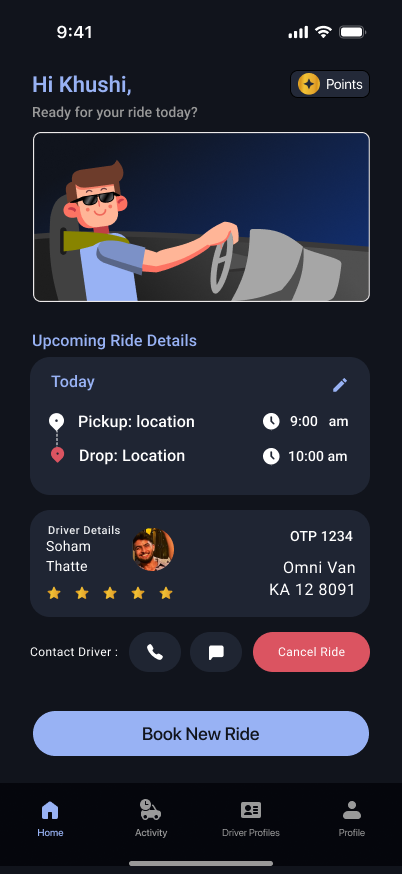 9:41
Hi Khushi,
Points
Ready for your ride today?
Upcoming Ride Details
Today
Pickup: location 9:00 am
Drop: Location 10:00 am
Driver Details
OTP 1234
Soham
Thatte
Omni Van
KA 12 8091
Contact Driver :
Cancel Ride
Book New Ride
Home Activity Driver Profiles Profile